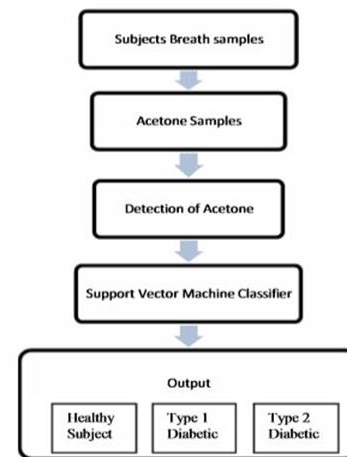 Subjects Breath samples
Acetone Samples
Detection of Acetone
Support Vector Machine Classifier
Output
Healthy Subject
Type 1 Diabetic
Type 2 Diabetic